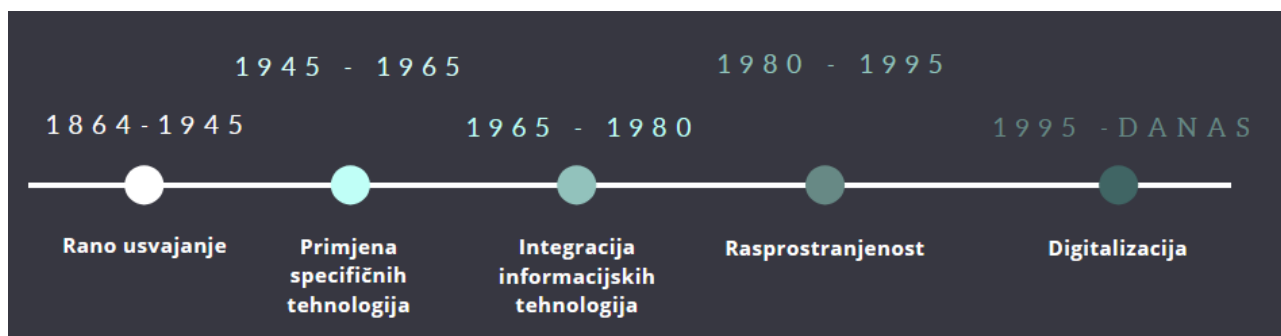 1864-1945
1945 - 1965
1965 - 1980
1980 - 1995
1995 -DANAS
Rano usvajanje
Primjena
specifičnih
tehnologija
Integracija
informacijskih
tehnologija
Rasprostranjenost
Digitalizacija